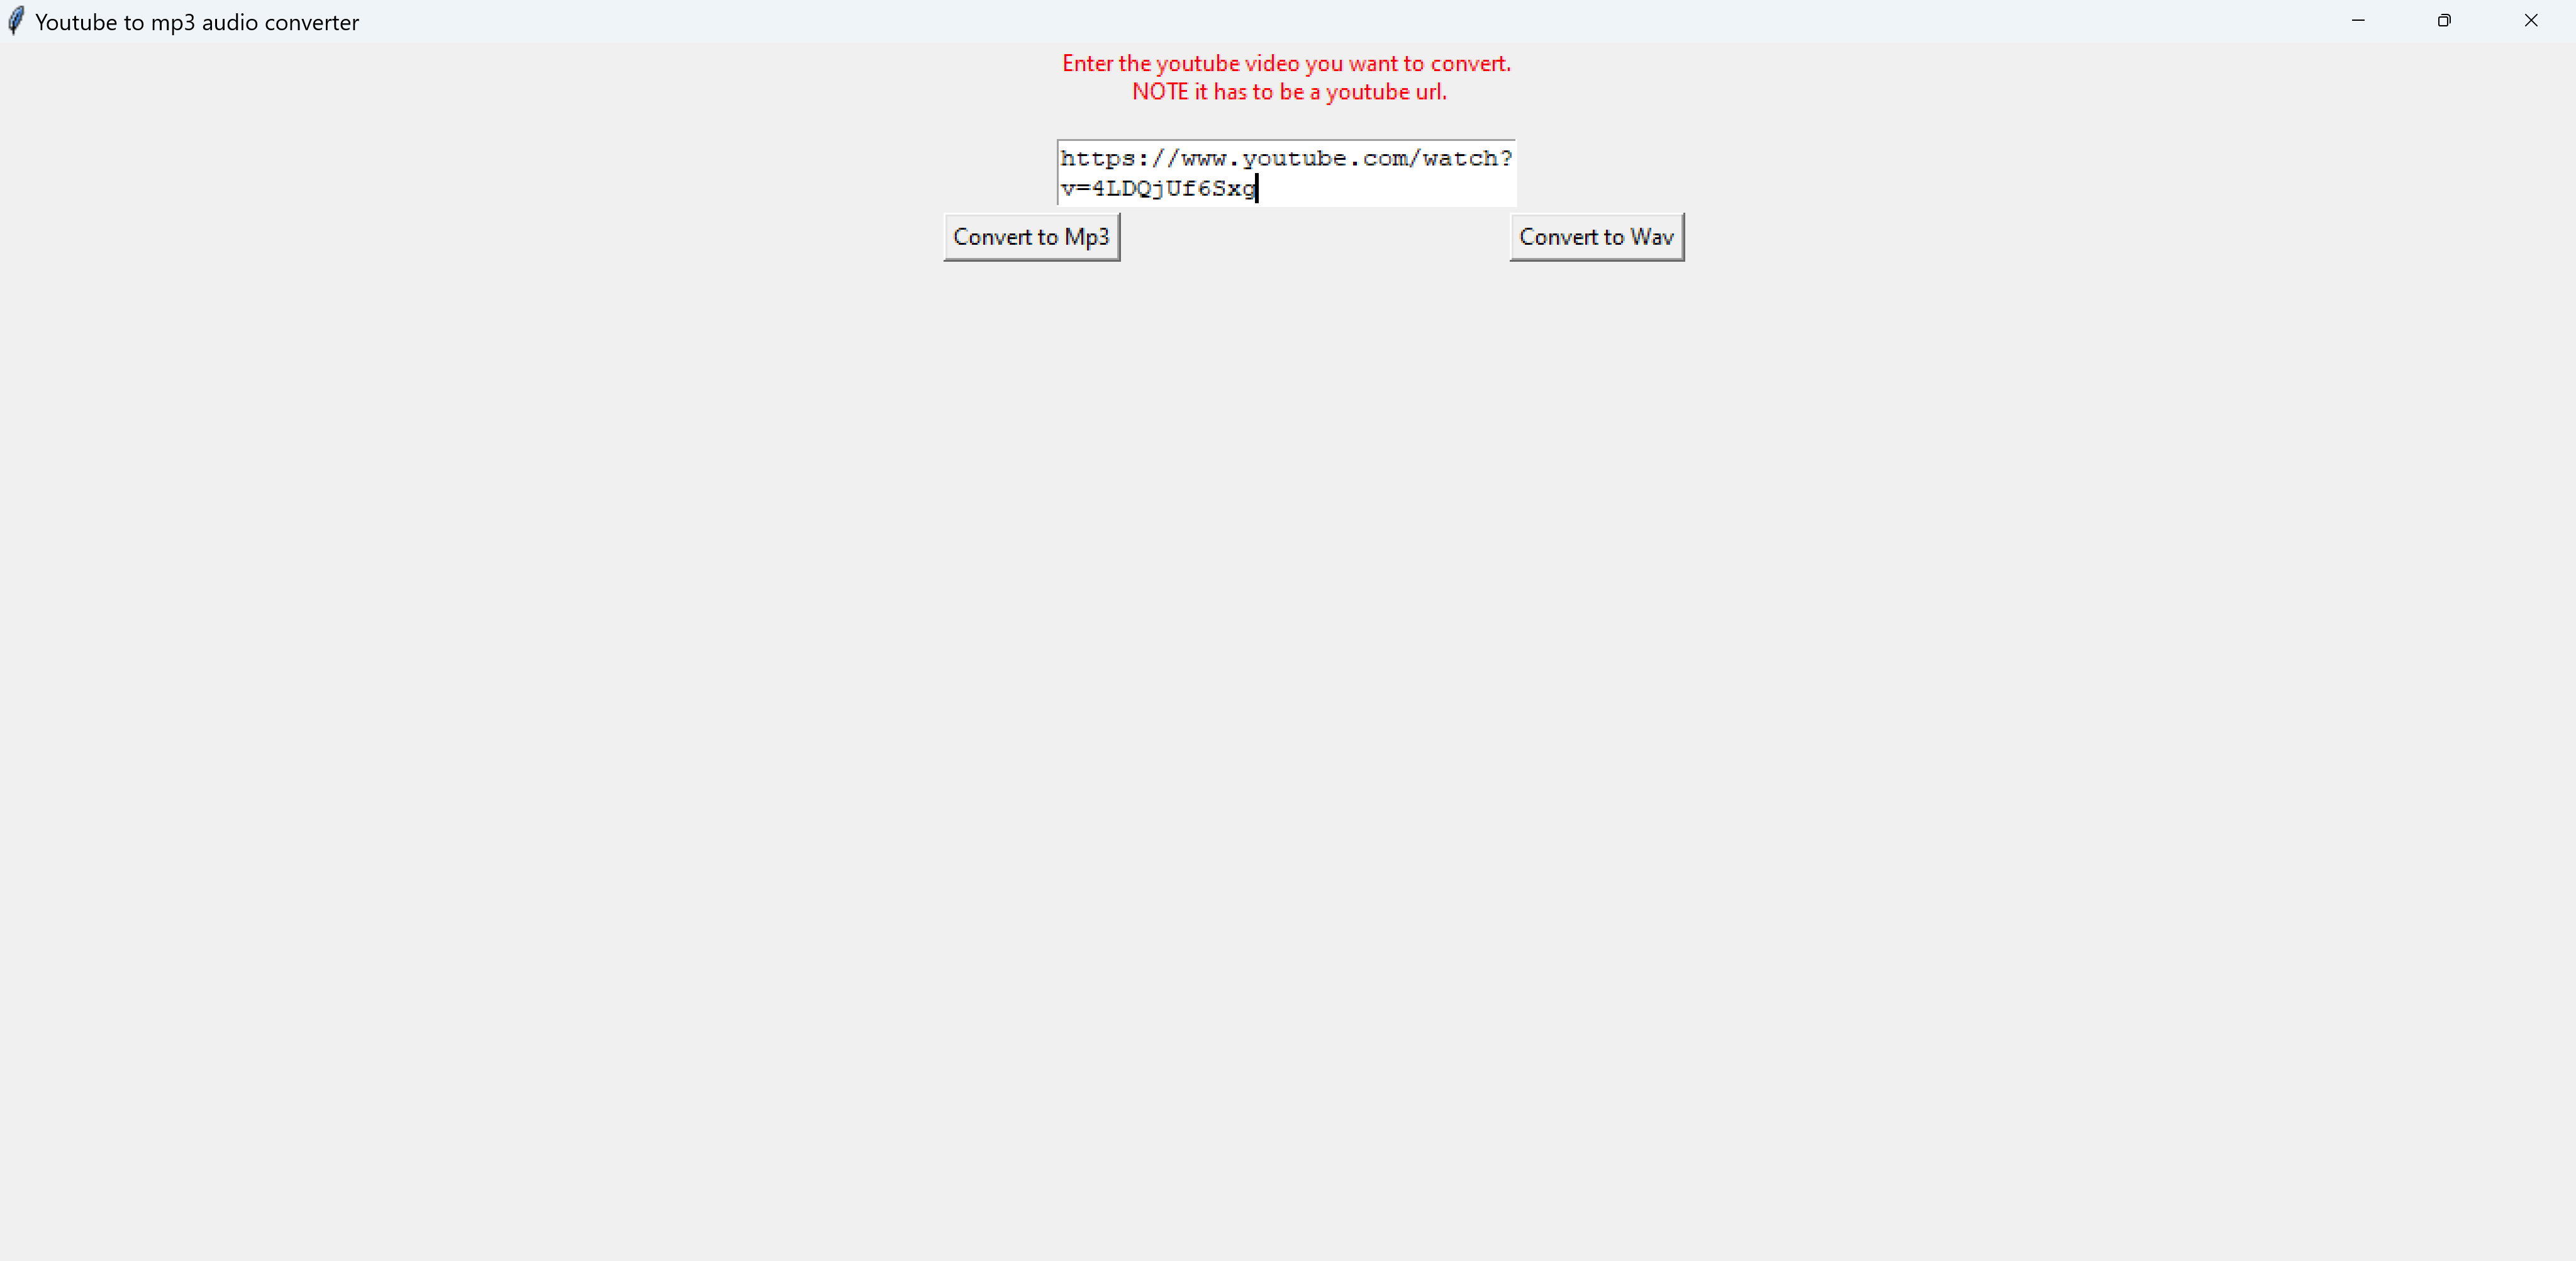 Youtube to mp3 audio converter
Enter the youtube video you want to convert.
NOTE it has to be a youtube url.
https://www.youtube.com/watch?
v=4LDQjUf6Sxg
Convert to Mp3
Convert to Wav